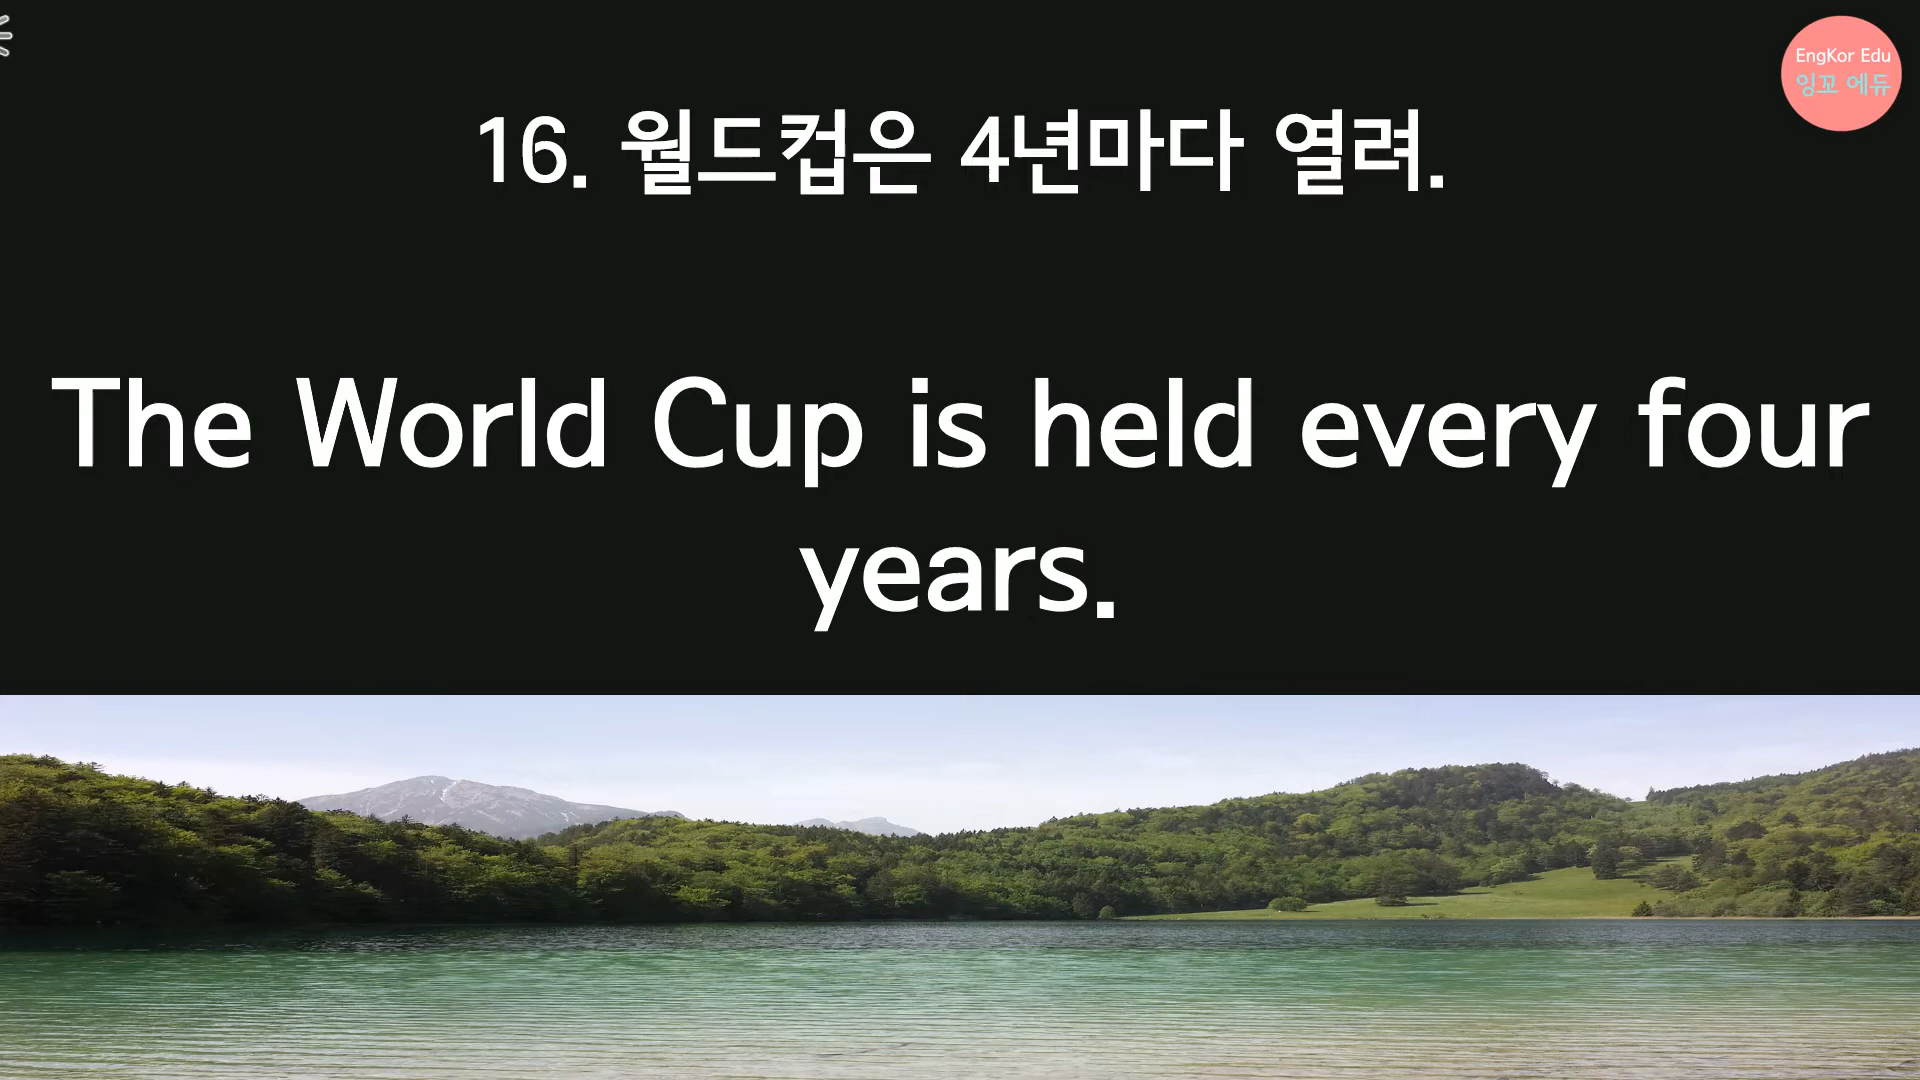 EngKor Edu
잉꼬 에듀
16. 월드컵은 4년마다 열려.
The World Cup is held every four
years.